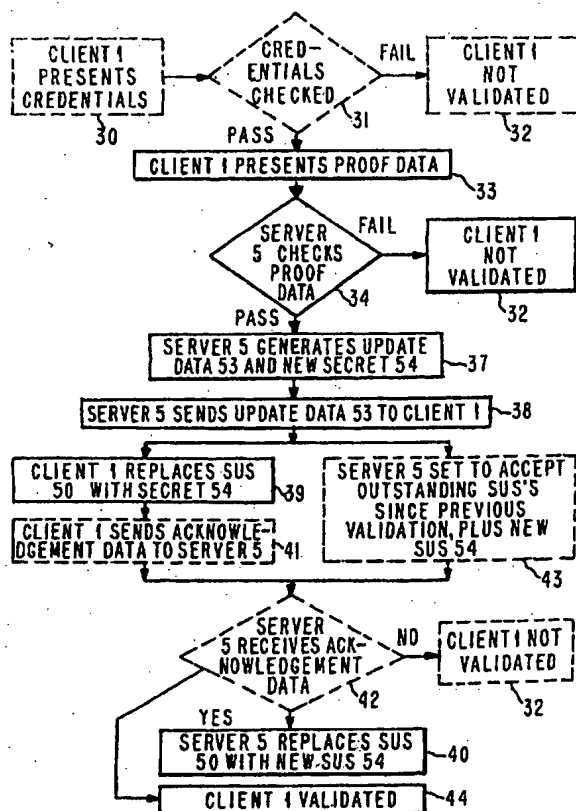 CLIENT 1
PRESENTS
CREDENTIALS
30
CRED-
ENTIALS
CHECKED
31
FAIL
CLIENT 1
NOT
VALIDATED
32
PASS
CLIENT 1 PRESENTS PROOF DATA
33
SERVER
5 CHECKS
PROOF
DATA
34
FAIL
CLIENT 1
NOT
VALIDATED
32
PASS
SERVER 5 GENERATES UPDATE
DATA 53 AND NEW SECRET 54
37
SERVER 5 SENDS UPDATE DATA 53 TO CLIENT 1
38
CLIENT 1 REPLACES SUS
50 WITH SECRET 54
39
CLIENT 1 SENDS ACKNOWL-
EDGEMENT DATA TO SERVER 5
41
SERVER 5 SET TO ACCEPT
OUTSTANDING SUS'S
SINCE PREVIOUS
VALIDATION, PLUS NEW
SUS 54
43
SERVER
5 RECEIVES ACK-
NOWLEDGEMENT
DATA
42
NO
CLIENT 1 NOT
VALIDATED
32
YES
SERVER 5 REPLACES SUS
50 WITH NEW SUS 54
40
CLIENT 1 VALIDATED
44